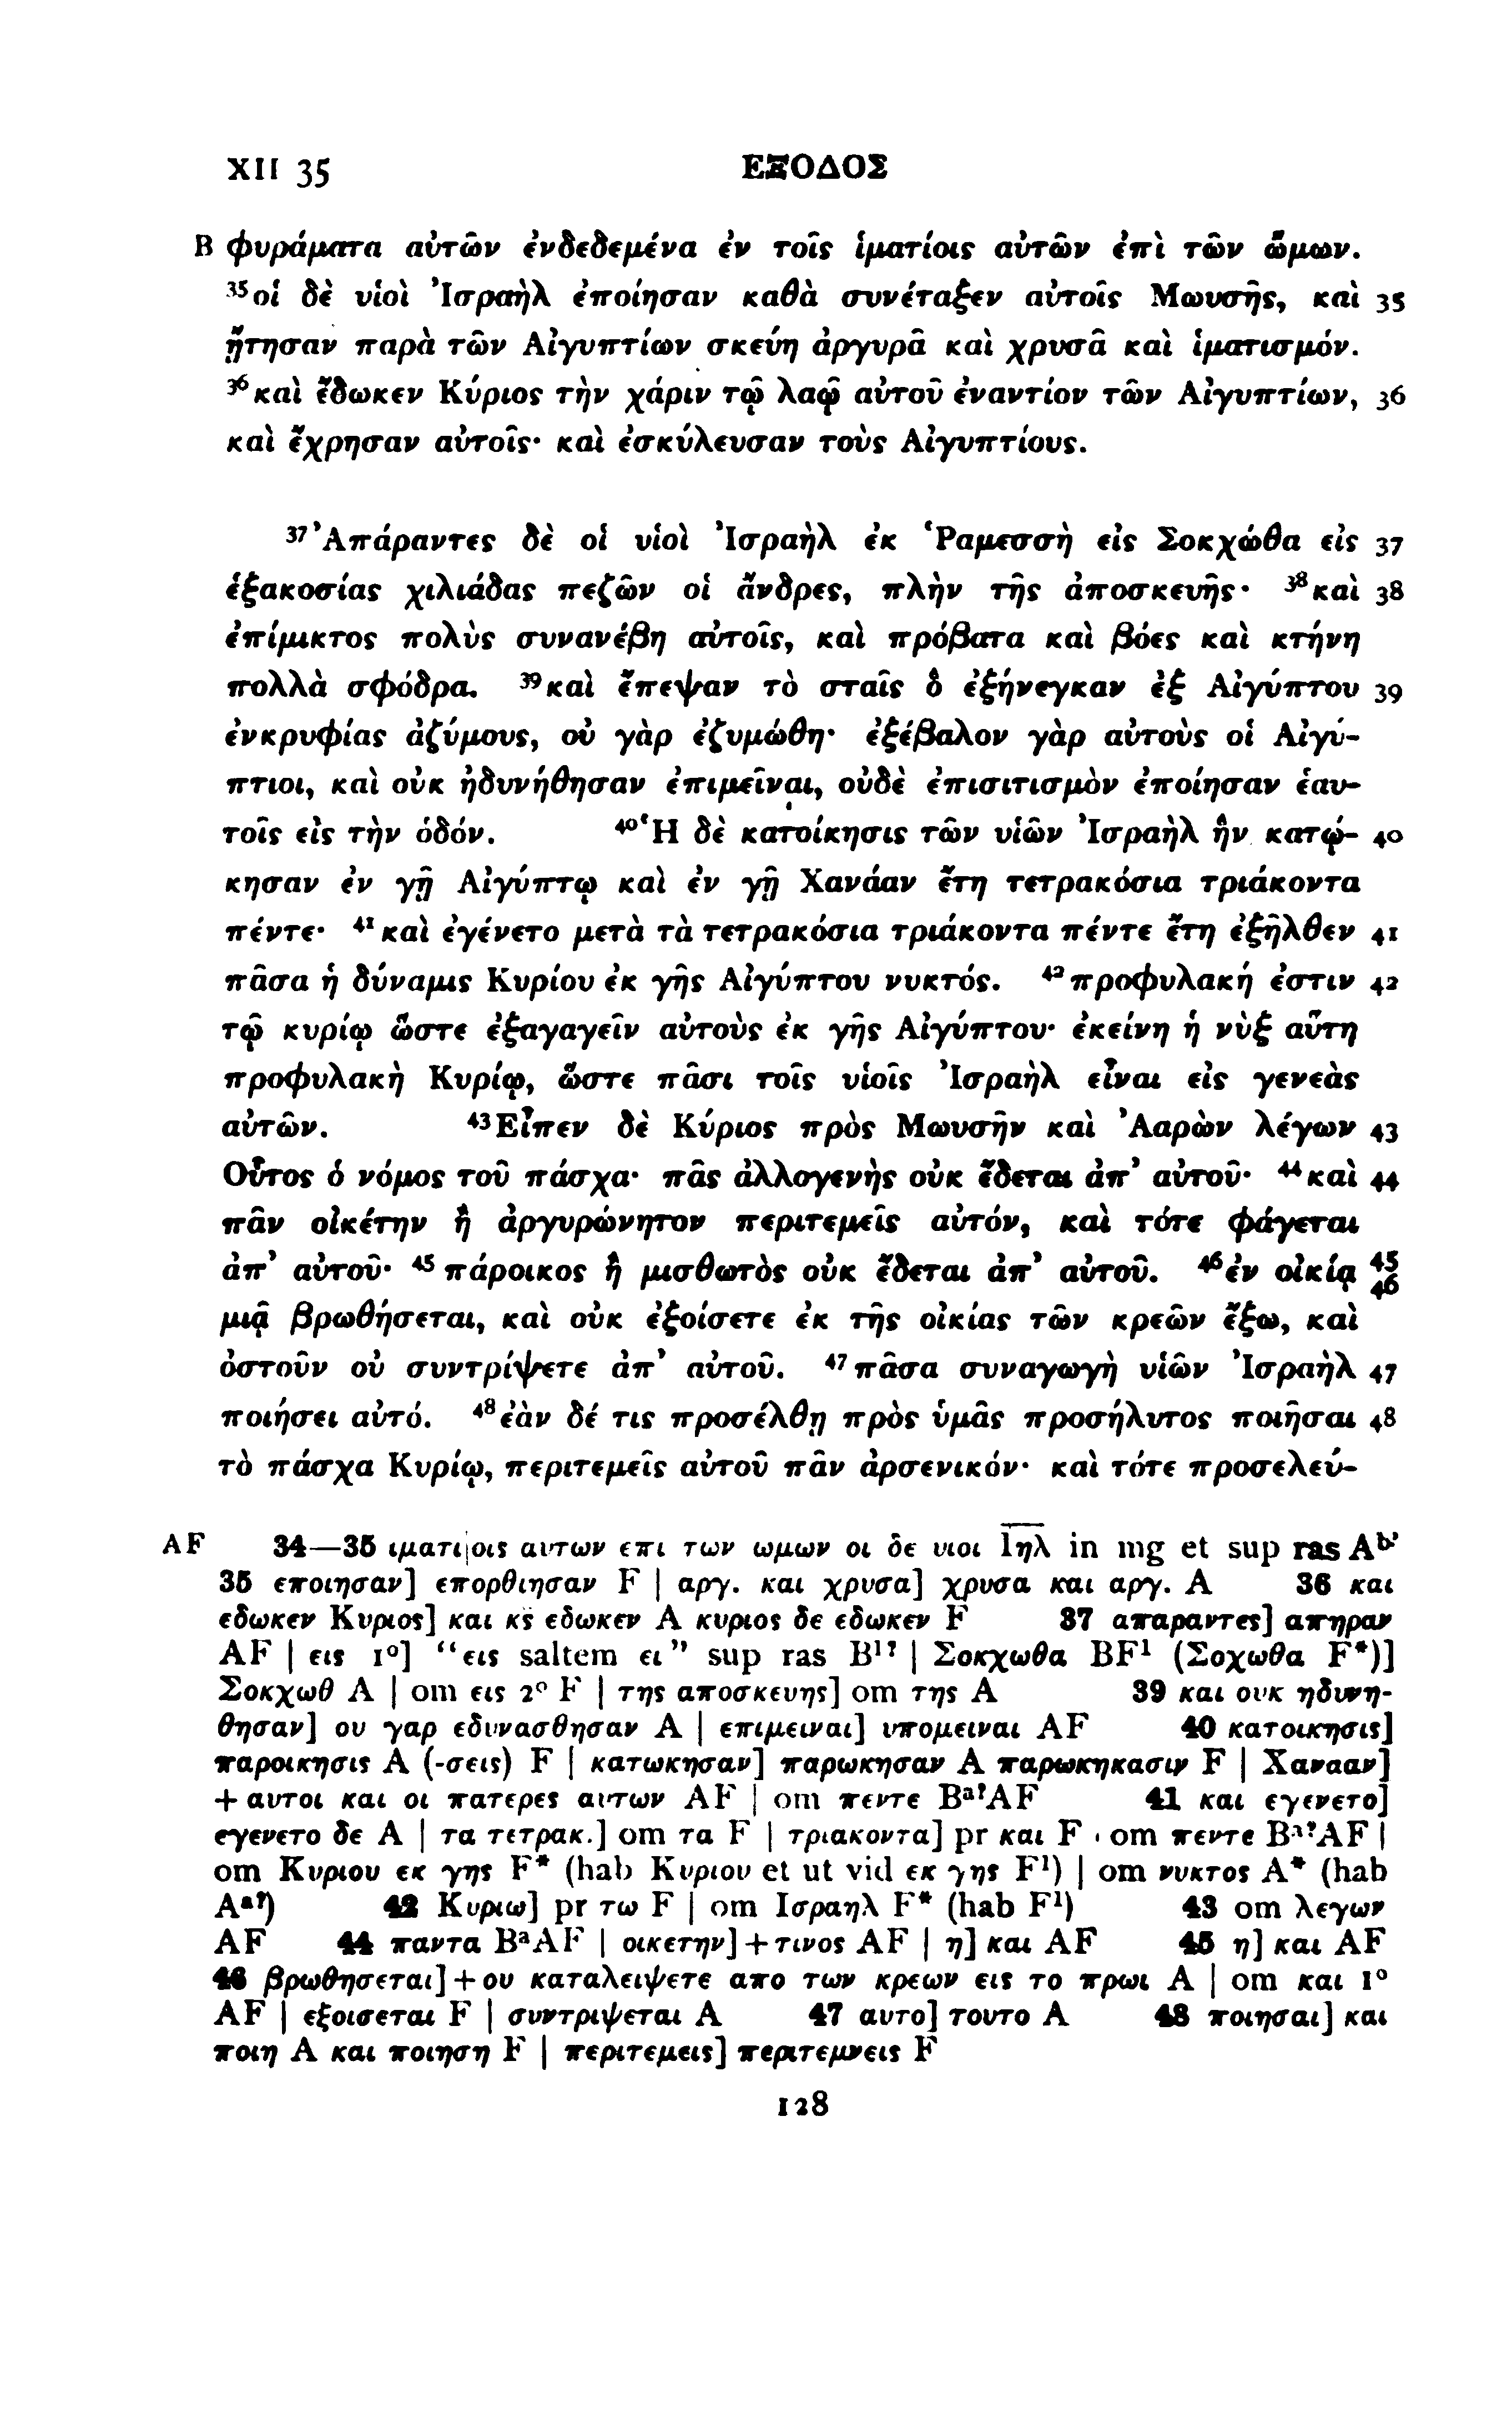 XII 35 ΕΞΟΔΟΣ
B φυράματα αὐτῶν ἐνδεδεμένα ἐν τοῖς ἱματίοις αὐτῶν ἐπὶ τῶν ὤμων.
³⁵οἱ δὲ υἱοὶ Ἰσραὴλ ἐποίησαν καθὰ συνέταξεν αὐτοῖς Μωυσῆς, καὶ 35
ᾔτησαν παρὰ τῶν Αἰγυπτίων σκεύη ἀργυρᾶ καὶ χρυσᾶ καὶ ἱματισμόν.
³⁶καὶ ἔδωκεν Κύριος τὴν χάριν τῷ λαῷ αὐτοῦ ἐναντίον τῶν Αἰγυπτίων, 36
καὶ ἔχρησαν αὐτοῖς· καὶ ἐσκύλευσαν τοὺς Αἰγυπτίους.
³⁷Ἀπάραντες δὲ οἱ υἱοὶ Ἰσραὴλ ἐκ Ῥαμεσσὴ εἰς Σοκχώθα εἰς 37
ἑξακοσίας χιλιάδας πεζῶν οἱ ἄνδρες, πλὴν τῆς ἀποσκευῆς· ³⁸καὶ 38
ἐπίμικτος πολὺς συνανέβη αὐτοῖς, καὶ πρόβατα καὶ βόες καὶ κτήνη
πολλὰ σφόδρα. ³⁹καὶ ἔπεψαν τὸ σταῖς ὃ ἐξήνεγκαν ἐξ Αἰγύπτου 39
ἐνκρυφίας ἀζύμους, οὐ γὰρ ἐζυμώθη· ἐξέβαλον γὰρ αὐτοὺς οἱ Αἰγύ-
πτιοι, καὶ οὐκ ἠδυνήθησαν ἐπιμεῖναι, οὐδὲ ἐπισιτισμὸν ἐποίησαν ἑαυ-
τοῖς εἰς τὴν ὁδόν. ⁴⁰Ἡ δὲ κατοίκησις τῶν υἱῶν Ἰσραὴλ ἣν κατῴ- 40
κησαν ἐν γῇ Αἰγύπτῳ καὶ ἐν γῇ Χανάαν ἔτη τετρακόσια τριάκοντα
πέντε· ⁴¹καὶ ἐγένετο μετὰ τὰ τετρακόσια τριάκοντα πέντε ἔτη ἐξῆλθεν 41
πᾶσα ἡ δύναμις Κυρίου ἐκ γῆς Αἰγύπτου νυκτός. ⁴²προφυλακή ἐστιν 42
τῷ κυρίῳ ὥστε ἐξαγαγεῖν αὐτοὺς ἐκ γῆς Αἰγύπτου· ἐκείνη ἡ νὺξ αὕτη
προφυλακὴ Κυρίῳ, ὥστε πᾶσι τοῖς υἱοῖς Ἰσραὴλ εἶναι εἰς γενεὰς
αὐτῶν. ⁴³Εἶπεν δὲ Κύριος πρὸς Μωυσῆν καὶ Ἀαρὼν λέγων 43
Οὗτος ὁ νόμος τοῦ πάσχα· πᾶς ἀλλογενὴς οὐκ ἔδεται ἀπ’ αὐτοῦ· ⁴⁴καὶ 44
πᾶν οἰκέτην ἢ ἀργυρώνητον περιτεμεῖς αὐτόν, καὶ τότε φάγεται
ἀπ’ αὐτοῦ· ⁴⁵πάροικος ἢ μισθωτὸς οὐκ ἔδεται ἀπ’ αὐτοῦ. ⁴⁶ἐν οἰκίᾳ 45 46
μιᾷ βρωθήσεται, καὶ οὐκ ἐξοίσετε ἐκ τῆς οἰκίας τῶν κρεῶν ἔξω, καὶ
ὀστοῦν οὐ συντρίψετε ἀπ’ αὐτοῦ. ⁴⁷πᾶσα συναγωγὴ υἱῶν Ἰσραὴλ 47
ποιήσει αὐτό. ⁴⁸ἐὰν δέ τις προσέλθῃ πρὸς ὑμᾶς προσήλυτος ποιῆσαι 48
τὸ πάσχα Κυρίῳ, περιτεμεῖς αὐτοῦ πᾶν ἀρσενικόν· καὶ τότε προσελεύ-
AF 34—35 ιματι|οις αυτων επι των ωμων οι δε υιοι Ιηλ in mg et sup ras Aᵇ’
35 εποιησαν] επορθιησαν F | αργ. και χρυσα] χρυσα και αργ. A 36 και
εδωκεν Κυριος] και κς εδωκεν A κυριος δε εδωκεν F 37 απαραντες] απηραν
AF | εις 1º] “εις saltem ει” sup ras B¹ˀ | Σοκχωθα BF¹ (Σοχωθα F*)]
Σοκχωθ A | om εις 2º F | της αποσκευης] om της A 39 και ουκ ηδυνη-
θησαν] ου γαρ εδυνασθησαν A | επιμειναι] υπομειναι AF 40 κατοικησις]
παροικησις A (-σεις) F | κατωκησαν] παρωκησαν A παρωκηκασιν F | Χανααν]
+ αυτοι και οι πατερες αυτων AF | om πεντε BᵃˀAF 41 και εγενετο]
εγενετο δε A | τα τετρακ.] om τα F | τριακοντα] pr και F · om πεντε BᵃˀAF |
om Κυριου εκ γης F* (hab Κυριου et ut vid εκ γης F¹) | om νυκτος A* (hab
Aᵃˀ) 42 Κυριω] pr τω F | om Ισραηλ F* (hab F¹) 43 om λεγων
AF 44 παντα BᵃAF | οικετην] + τινος AF | η] και AF 45 η] και AF
46 βρωθησεται] + ου καταλειψετε απο των κρεων εις το πρωι A | om και 1º
AF | εξοισεται F | συντριψεται A 47 αυτο] τουτο A 48 ποιησαι] και
ποιη A και ποιηση F | περιτεμεις] περιτεμνεις F
128